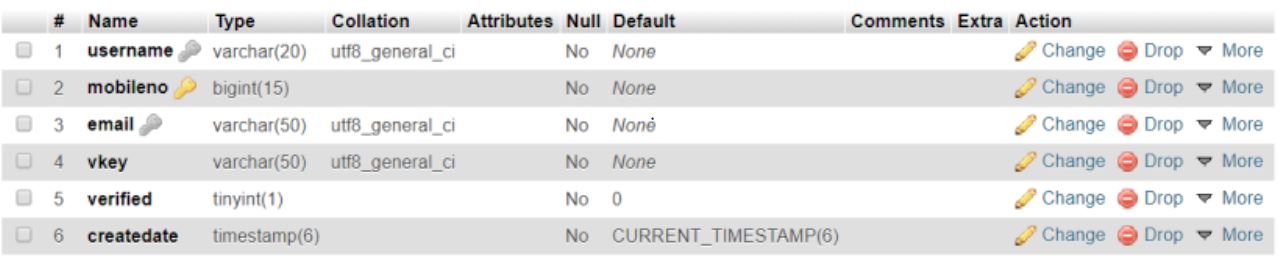 # Name Type Collation Attributes Null Default Comments Extra Action
1 username varchar(20) utf8_general_ci No None Change Drop More
2 mobileno bigint(15) No None Change Drop More
3 email varchar(50) utf8_general_ci No None Change Drop More
4 vkey varchar(50) utf8_general_ci No None Change Drop More
5 verified tinyint(1) No 0 Change Drop More
6 createdate timestamp(6) No CURRENT_TIMESTAMP(6) Change Drop More